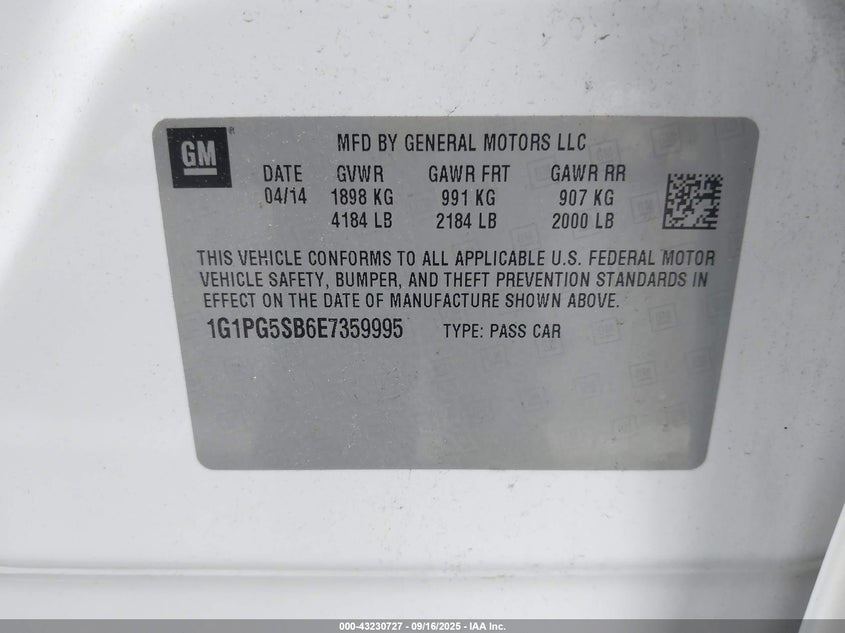 GM
MFD BY GENERAL MOTORS LLC
DATE GVWR GAWR FRT GAWR RR
04/14 1898 KG 991 KG 907 KG
4184 LB 2184 LB 2000 LB
THIS VEHICLE CONFORMS TO ALL APPLICABLE U.S. FEDERAL MOTOR
VEHICLE SAFETY, BUMPER, AND THEFT PREVENTION STANDARDS IN
EFFECT ON THE DATE OF MANUFACTURE SHOWN ABOVE.
1G1PG5SB6E7359995 TYPE: PASS CAR
000-43230727 - 09/16/2025 - IAA Inc.